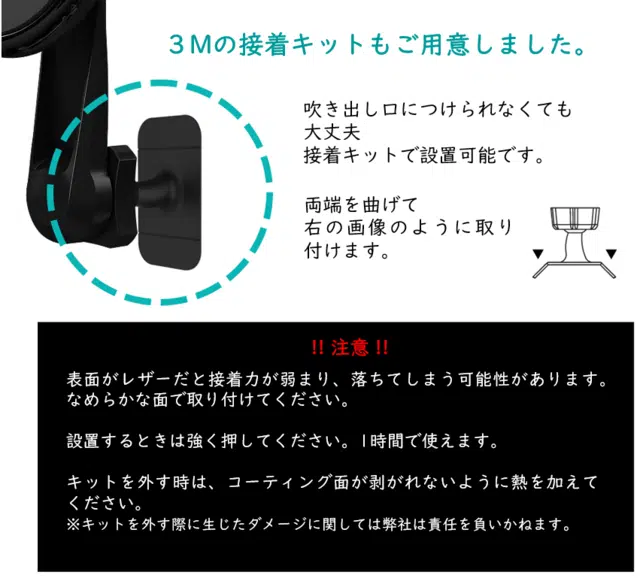 ３Ｍの接着キットもご用意しました。
吹き出し口につけられなくても
大丈夫
接着キットで設置可能です。
両端を曲げて
右の画像のように取り
付けます。
!! 注意 !!
表面がレザーだと接着力が弱まり、落ちてしまう可能性があります。
なめらかな面で取り付けてください。
設置するときは強く押してください。1時間で使えます。
キットを外す時は、コーティング面が剥がれないように熱を加えて
ください。
※キットを外す際に生じたダメージに関しては弊社は責任を負いかねます。